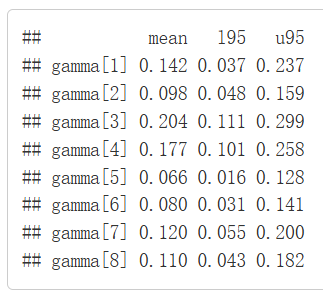 ##           mean   l95   u95
## gamma[1] 0.142 0.037 0.237
## gamma[2] 0.098 0.048 0.159
## gamma[3] 0.204 0.111 0.299
## gamma[4] 0.177 0.101 0.258
## gamma[5] 0.066 0.016 0.128
## gamma[6] 0.080 0.031 0.141
## gamma[7] 0.120 0.055 0.200
## gamma[8] 0.110 0.043 0.182